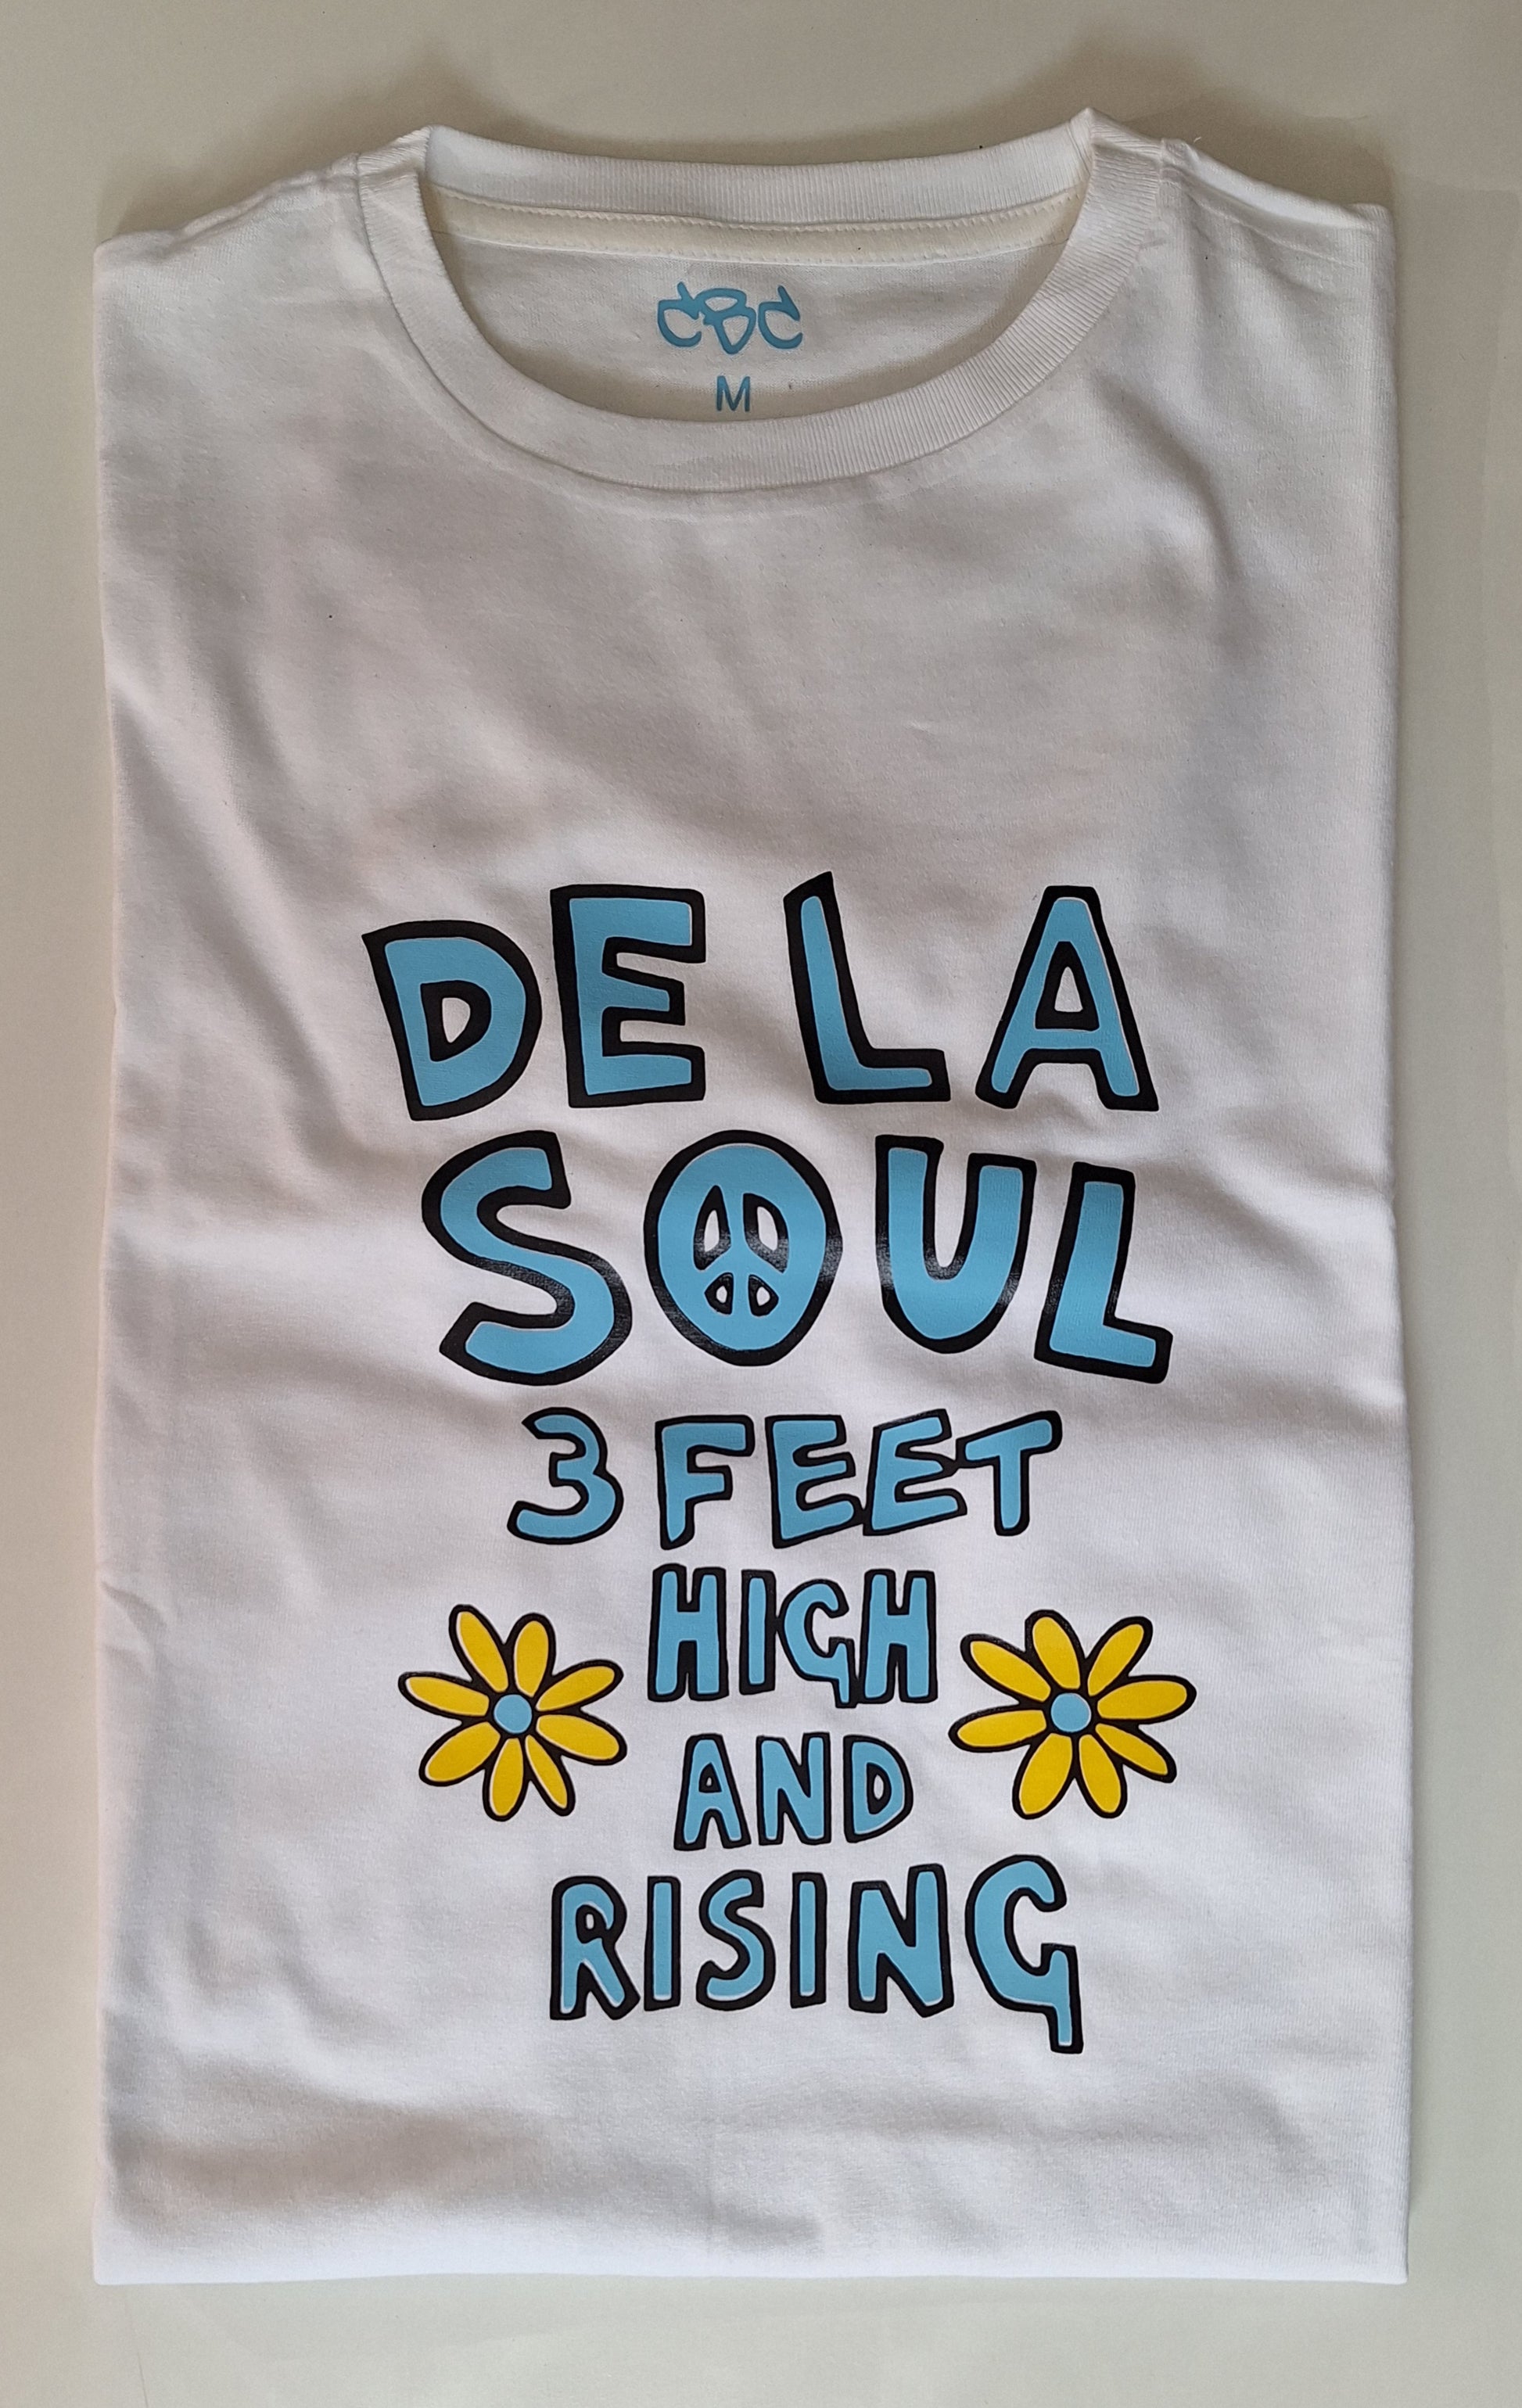 CBC
M
DE LA
SOUL
3 FEET
HIGH
AND
RISING